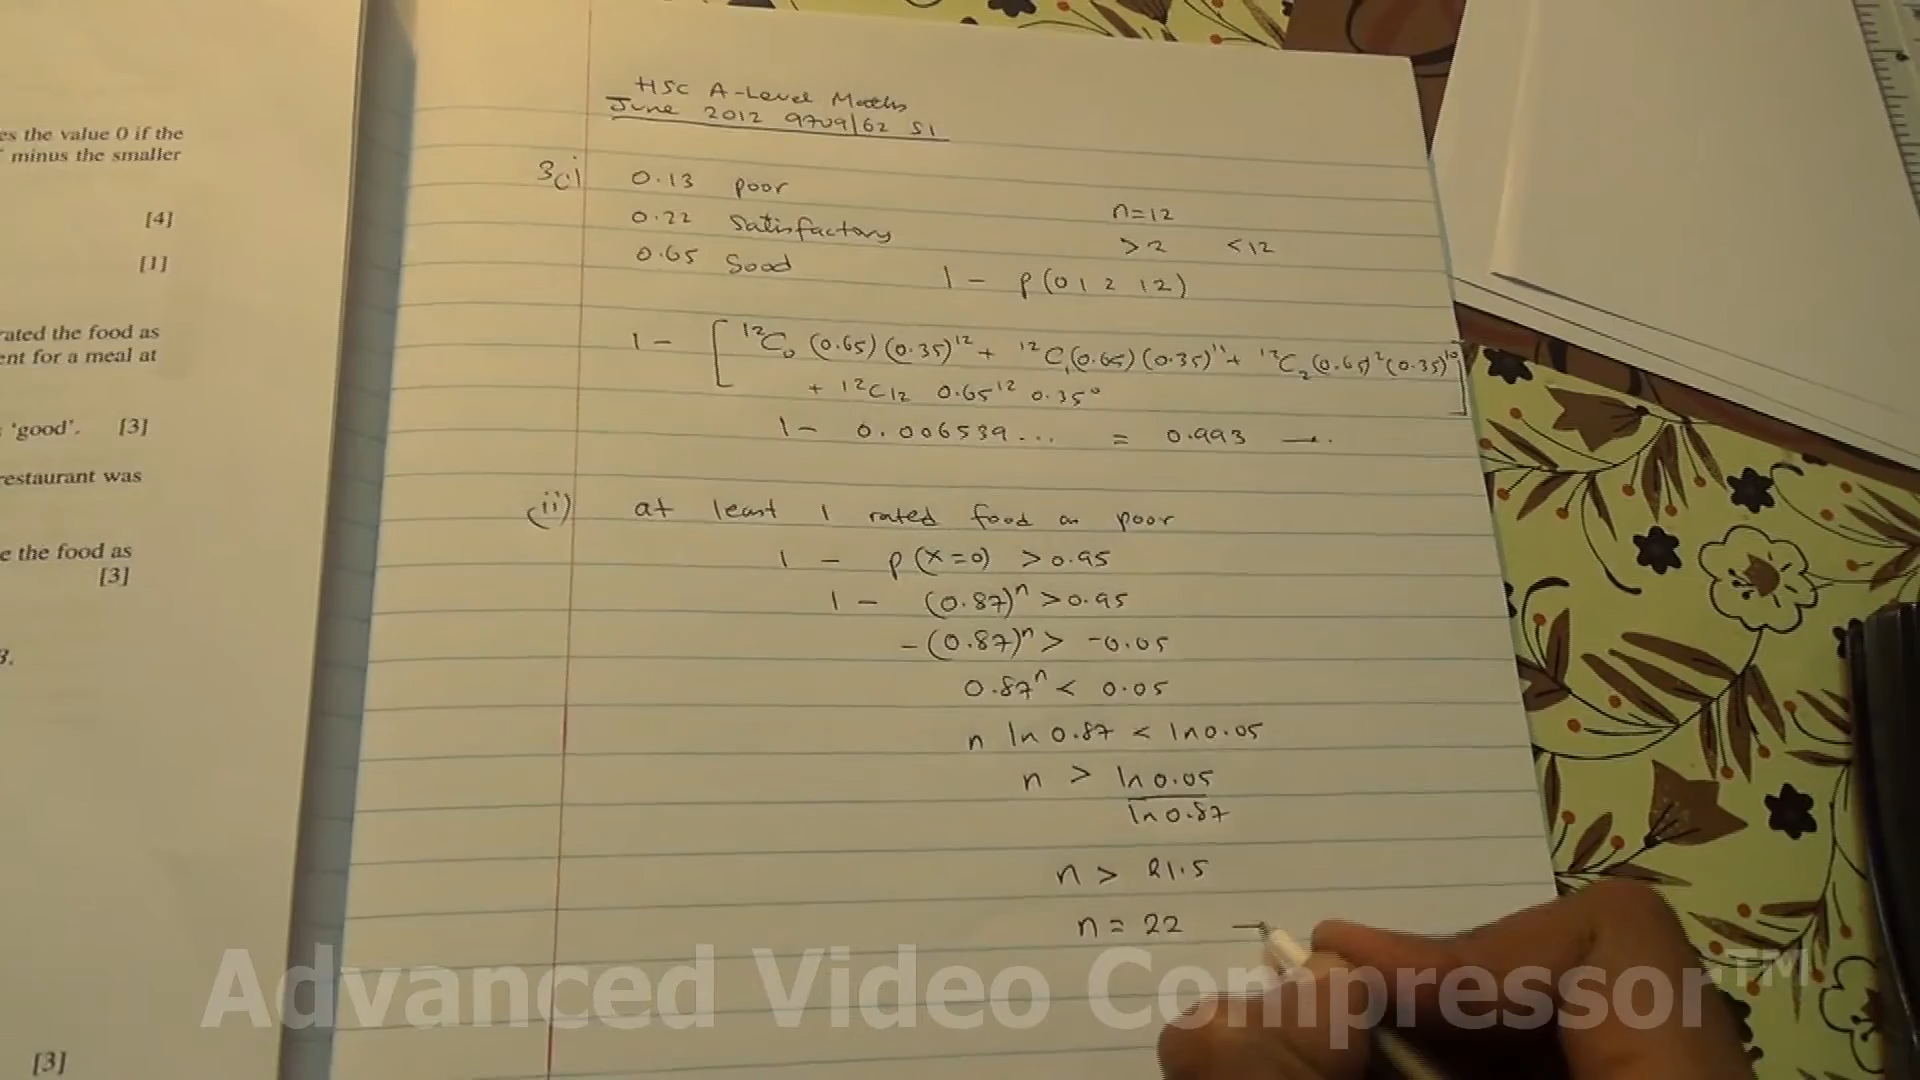 es the value 0 if the
minus the smaller
[4]
[1]
rated the food as
ent for a meal at
'good'. [3]
restaurant was
e the food as
[3]
3.
[3]
HSC A-Level Maths
June 2012 9709/62 S1
3(i) 0.13 poor
n=12
0.22 satisfactory
>2 <12
0.65 Good
1 - P(0 1 2 12)
1 - [ ¹²C₀ (0.65)(0.35)¹² + ¹²C₁(0.65)(0.35)¹¹ + ¹²C₂(0.65)²(0.35)¹⁰
+ ¹²C₁₂ 0.65¹² 0.35⁰ ]
1 - 0.006539... = 0.993
(ii) at least 1 rated food as poor
1 - P(X=0) > 0.95
1 - (0.87)ⁿ > 0.95
-(0.87)ⁿ > -0.05
0.87ⁿ < 0.05
n ln 0.87 < ln 0.05
n > ln 0.05
ln 0.87
n > 21.5
n = 22
Advanced Video Compressor™